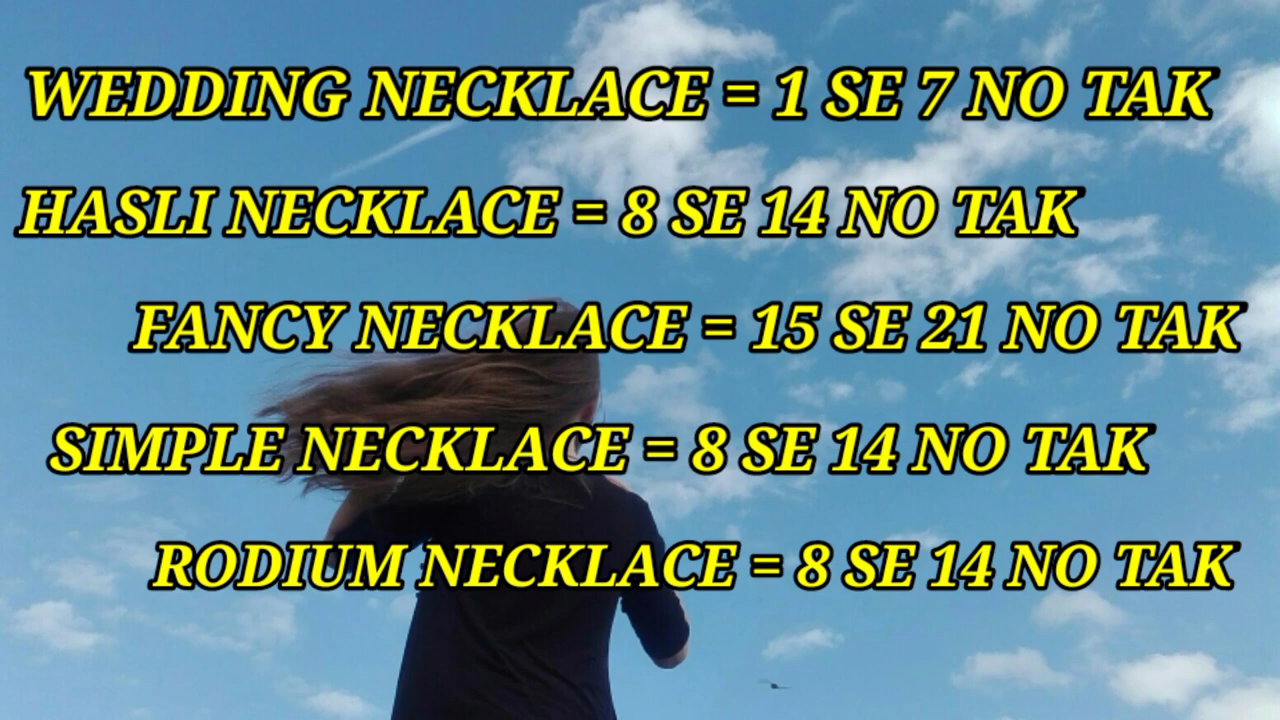 WEDDING NECKLACE = 1 SE 7 NO TAK
HASLI NECKLACE = 8 SE 14 NO TAK
FANCY NECKLACE = 15 SE 21 NO TAK
SIMPLE NECKLACE = 8 SE 14 NO TAK
RODIUM NECKLACE = 8 SE 14 NO TAK